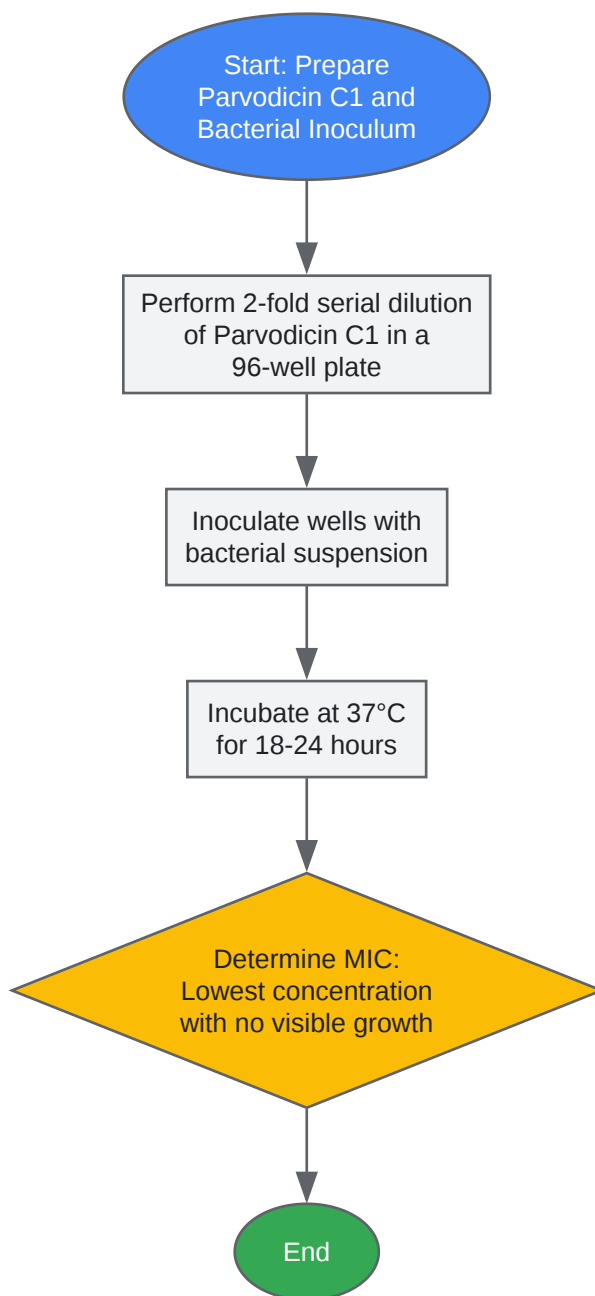 Start: Prepare
Parvodicin C1 and
Bacterial Inoculum
Perform 2-fold serial dilution
of Parvodicin C1 in a
96-well plate
Inoculate wells with
bacterial suspension
Incubate at 37°C
for 18-24 hours
Determine MIC:
Lowest concentration
with no visible growth
End